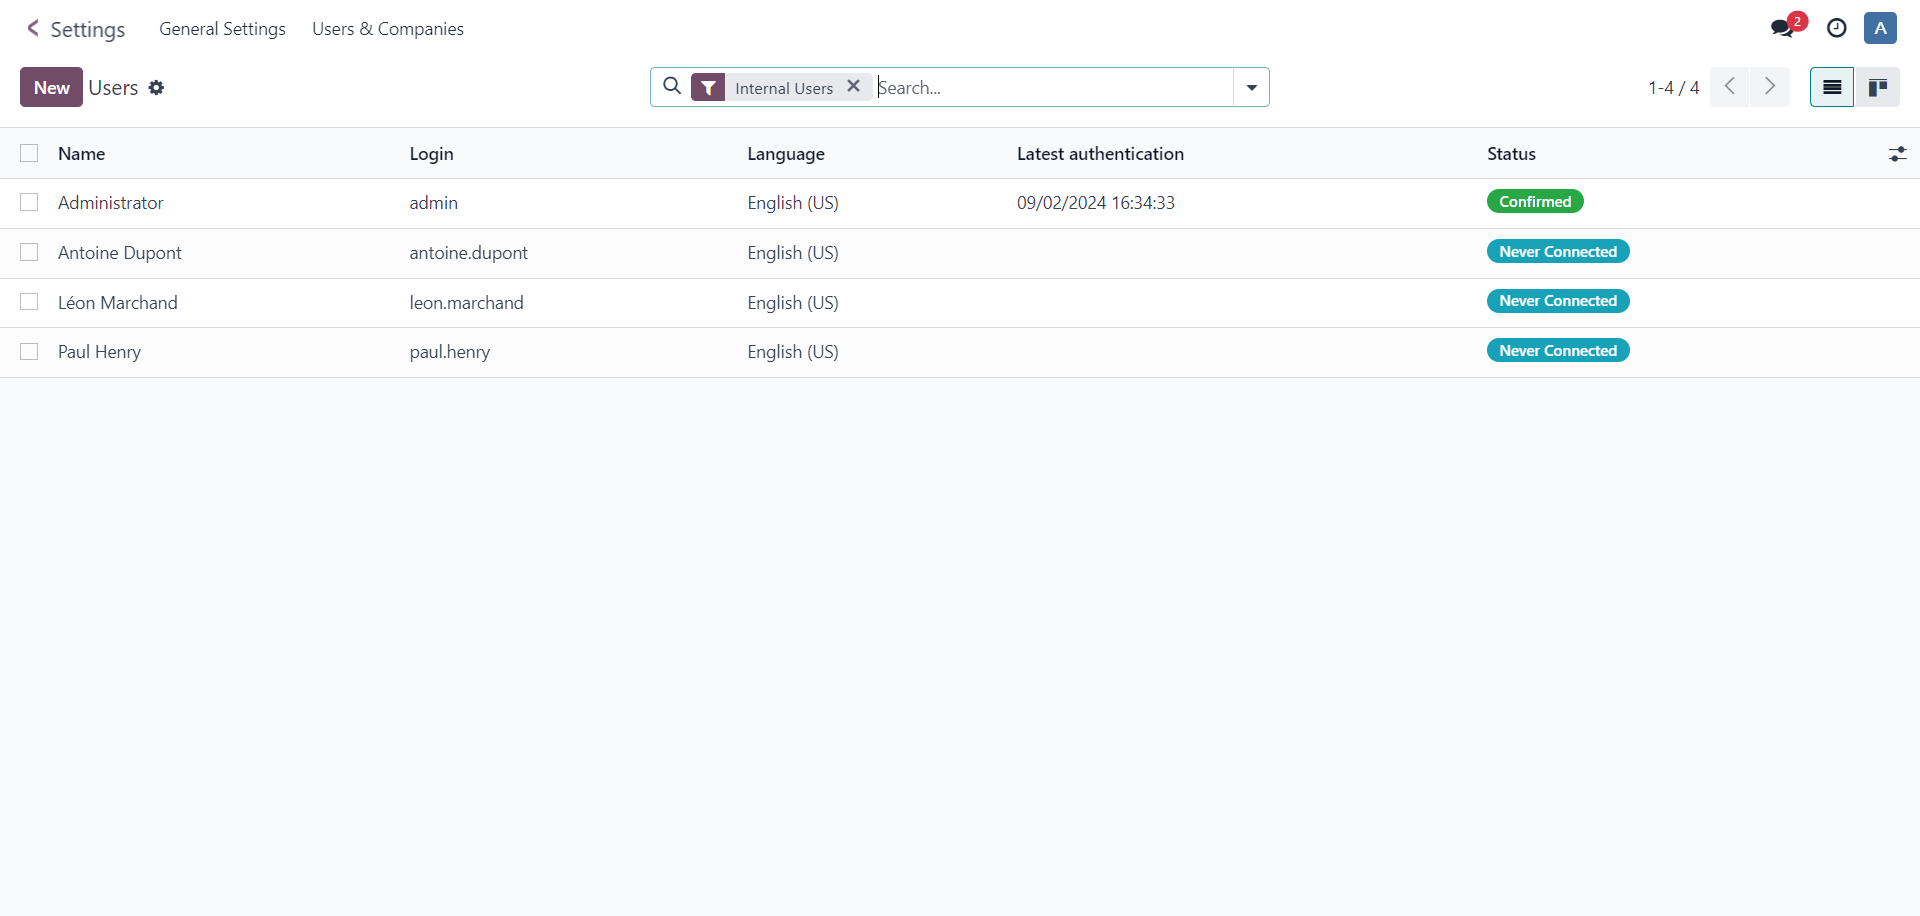 Settings General Settings Users & Companies 2 A
New Users Internal Users Search... 1-4 / 4
Name Login Language Latest authentication Status
Administrator admin English (US) 09/02/2024 16:34:33 Confirmed
Antoine Dupont antoine.dupont English (US) Never Connected
Léon Marchand leon.marchand English (US) Never Connected
Paul Henry paul.henry English (US) Never Connected